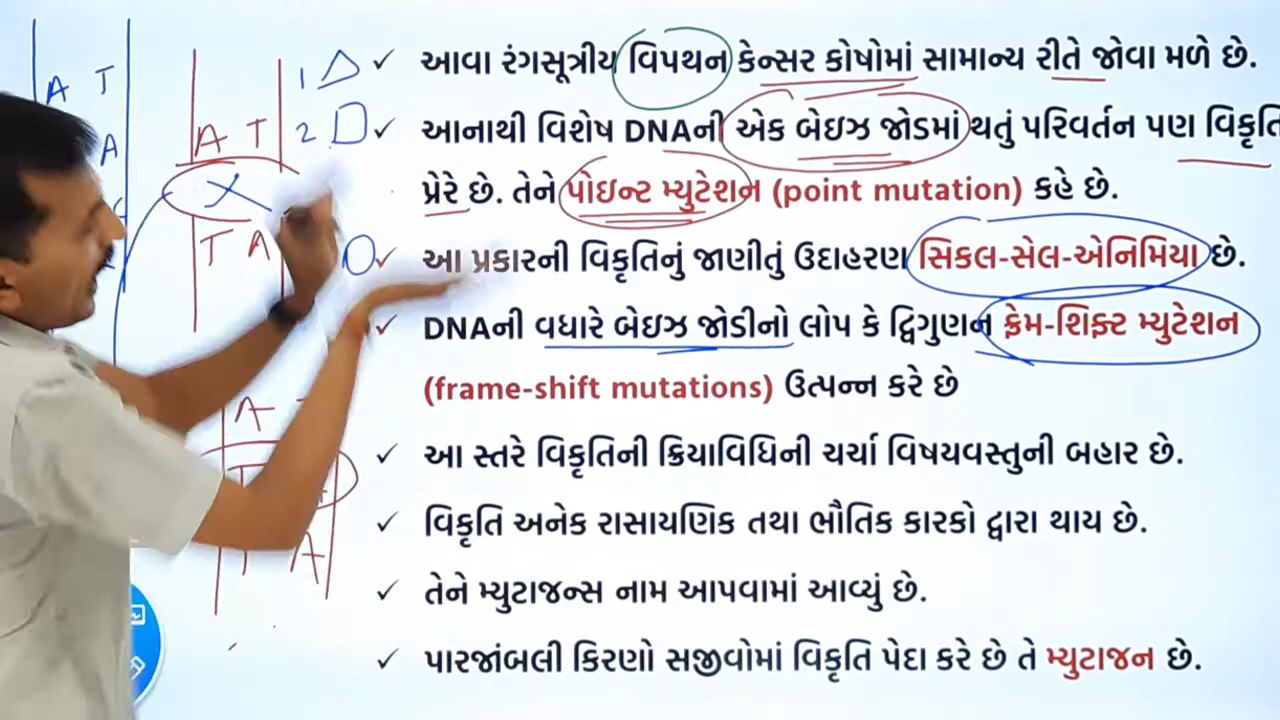 A T
A
A T
X
T A
1 D
2 D
✓ આવા રંગસૂત્રીય વિપથન કેન્સર કોષોમાં સામાન્ય રીતે જોવા મળે છે.
✓ આનાથી વિશેષ DNAની એક બેઇઝ જોડમાં થતું પરિવર્તન પણ વિકૃતિ
પ્રેરે છે. તેને પોઇન્ટ મ્યુટેશન (point mutation) કહે છે.
✓ આ પ્રકારની વિકૃતિનું જાણીતું ઉદાહરણ સિકલ-સેલ-એનિમિયા છે.
✓ DNAની વધારે બેઇઝ જોડીનો લોપ કે દ્વિગુણન ફ્રેમ-શિફ્ટ મ્યુટેશન
(frame-shift mutations) ઉત્પન્ન કરે છે
✓ આ સ્તરે વિકૃતિની ક્રિયાવિધિની ચર્ચા વિષયવસ્તુની બહાર છે.
✓ વિકૃતિ અનેક રાસાયણિક તથા ભૌતિક કારકો દ્વારા થાય છે.
✓ તેને મ્યુટાજન્સ નામ આપવામાં આવ્યું છે.
✓ પારજાંબલી કિરણો સજીવોમાં વિકૃતિ પેદા કરે છે તે મ્યુટાજન છે.
A
A